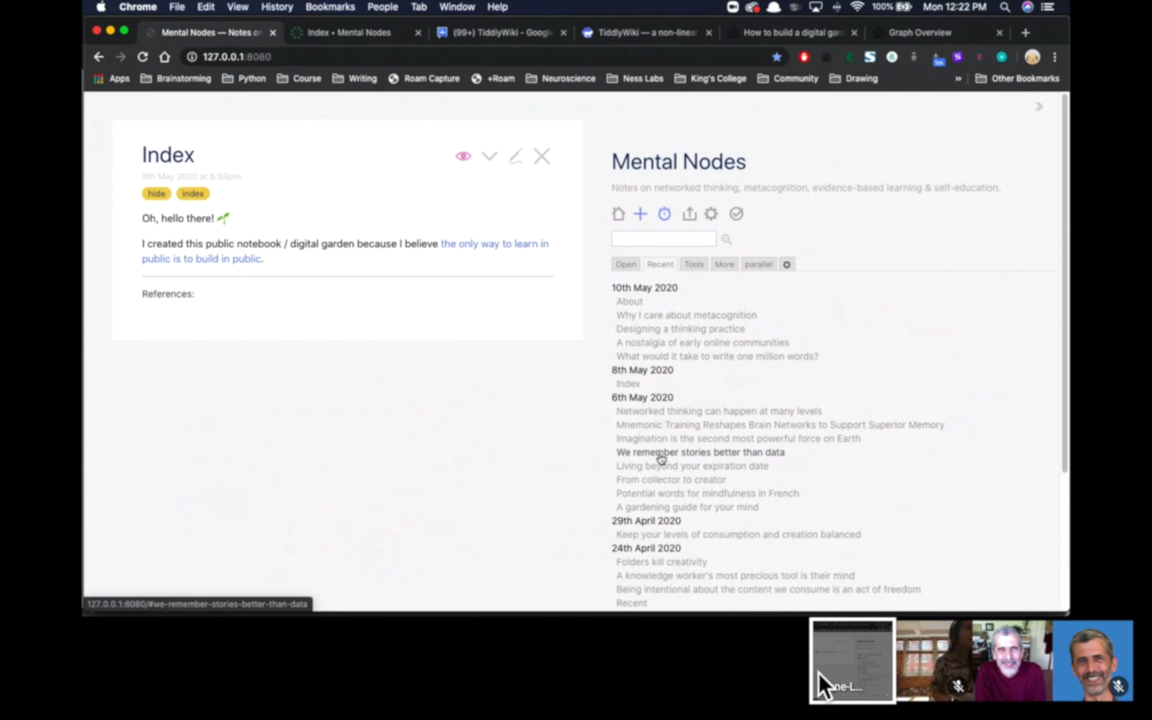 Chrome File Edit View History Bookmarks People Tab Window Help 100% Mon 12:22 PM
Mental Nodes — Notes on Index • Mental Nodes (99+) TiddlyWiki - Google TiddlyWiki — a non-linear How to build a digital gard Graph Overview
127.0.0.1:8080
Apps Brainstorming Python Course Writing Roam Capture +Roam Neuroscience Ness Labs King's College Community Drawing » Other Bookmarks
Index
8th May 2020 at 6:59pm
hide index
Oh, hello there!
I created this public notebook / digital garden because I believe the only way to learn in
public is to build in public.
References:
Mental Nodes
Notes on networked thinking, metacognition, evidence-based learning & self-education.
Open Recent Tools More parallel
10th May 2020
About
Why I care about metacognition
Designing a thinking practice
A nostalgia of early online communities
What would it take to write one million words?
8th May 2020
Index
6th May 2020
Networked thinking can happen at many levels
Mnemonic Training Reshapes Brain Networks to Support Superior Memory
Imagination is the second most powerful force on Earth
We remember stories better than data
Living beyond your expiration date
From collector to creator
Potential words for mindfulness in French
A gardening guide for your mind
29th April 2020
Keep your levels of consumption and creation balanced
24th April 2020
Folders kill creativity
A knowledge worker's most precious tool is their mind
Being intentional about the content we consume is an act of freedom
Recent
127.0.0.1:8080/#we-remember-stories-better-than-data